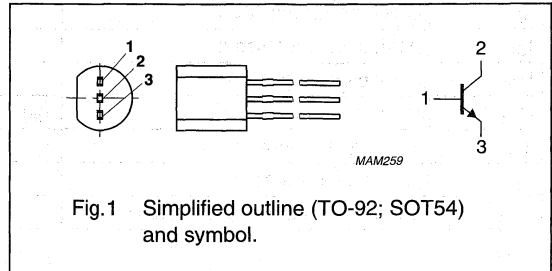 1
2
3
2
1
3
MAM259
Fig.1 Simplified outline (TO-92; SOT54)
and symbol.